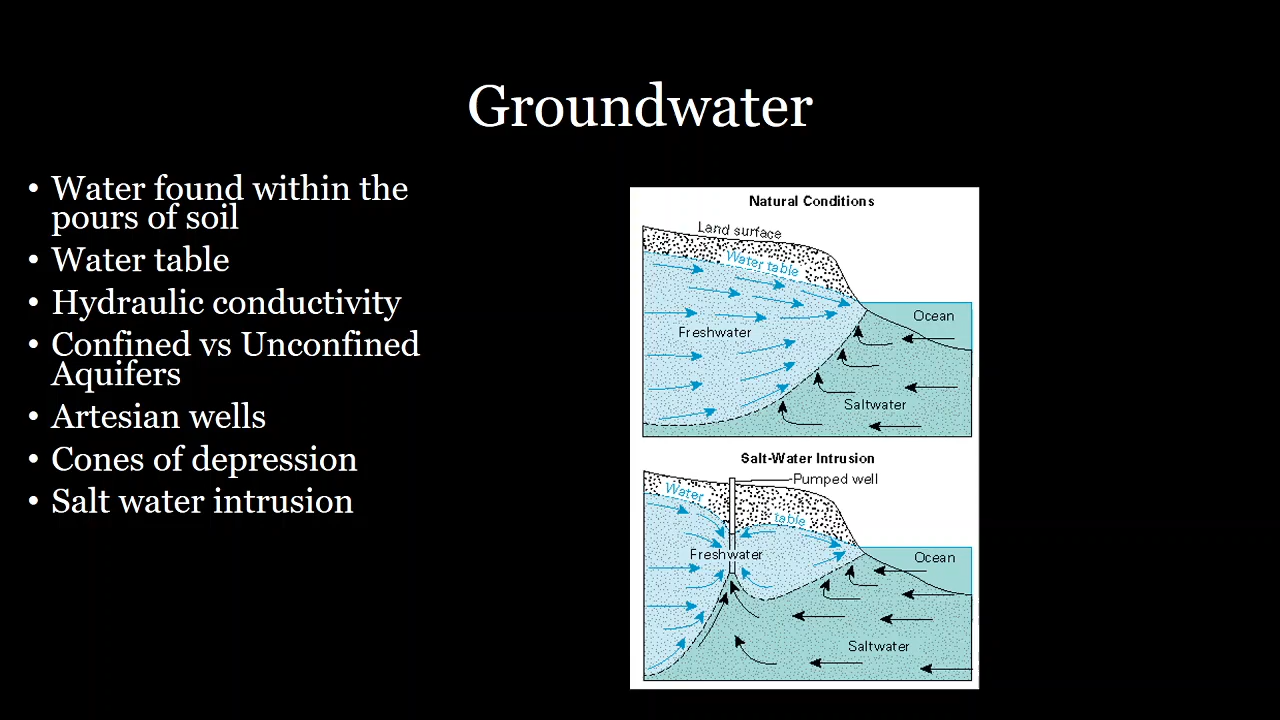 Groundwater
• Water found within the
pours of soil
• Water table
• Hydraulic conductivity
• Confined vs Unconfined
Aquifers
• Artesian wells
• Cones of depression
• Salt water intrusion
Natural Conditions
Land surface
Water table
Ocean
Freshwater
Saltwater
Salt-Water Intrusion
Pumped well
Water
table
Freshwater
Ocean
Saltwater